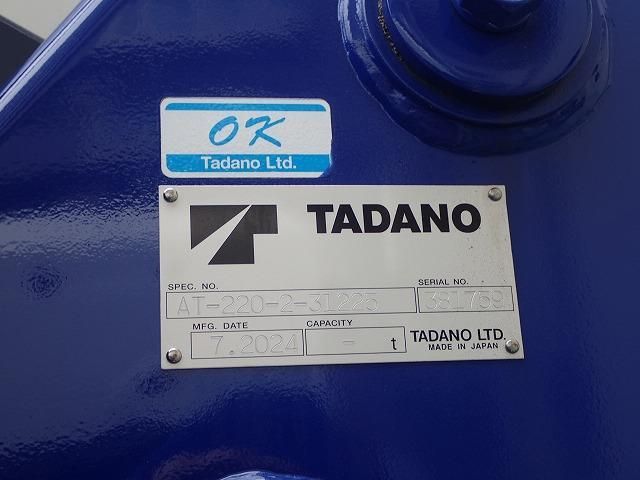 OK
Tadano Ltd.
TADANO
SPEC. NO.
AT-220-2-31225
SERIAL NO.
381759
MFG. DATE
7.2024
CAPACITY
- t
TADANO LTD.
MADE IN JAPAN